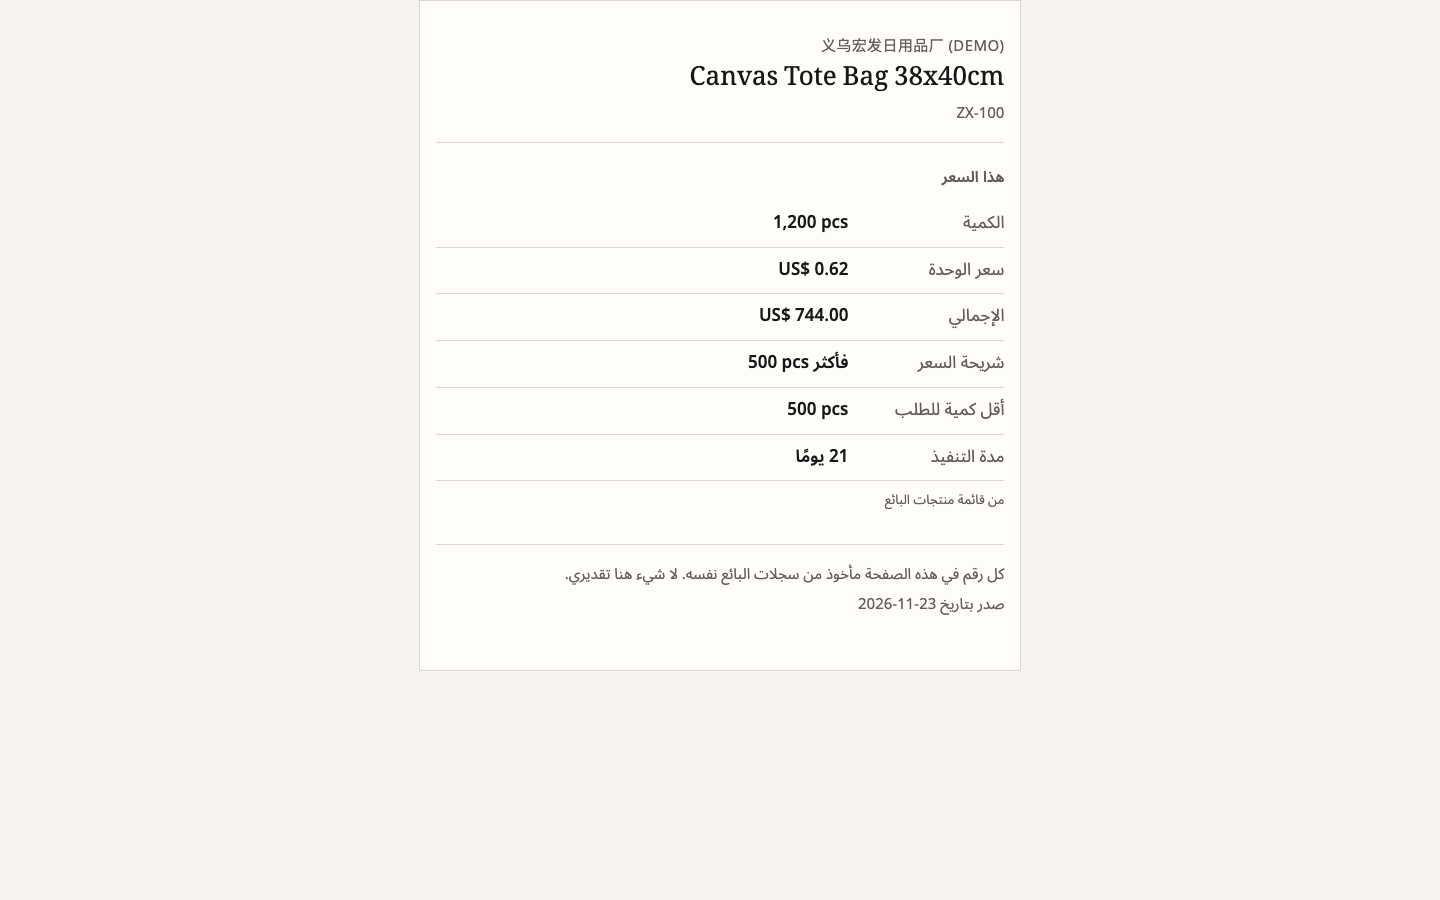 义乌宏发日用品厂 (DEMO)
Canvas Tote Bag 38x40cm
ZX-100
هذا السعر
الكمية 1,200 pcs
سعر الوحدة US$ 0.62
الإجمالي US$ 744.00
شريحة السعر 500 pcs فأكثر
أقل كمية للطلب 500 pcs
مدة التنفيذ 21 يومًا
من قائمة منتجات البائع
كل رقم في هذه الصفحة مأخوذ من سجلات البائع نفسه. لا شيء هنا تقديري.
صدر بتاريخ 2026-11-23